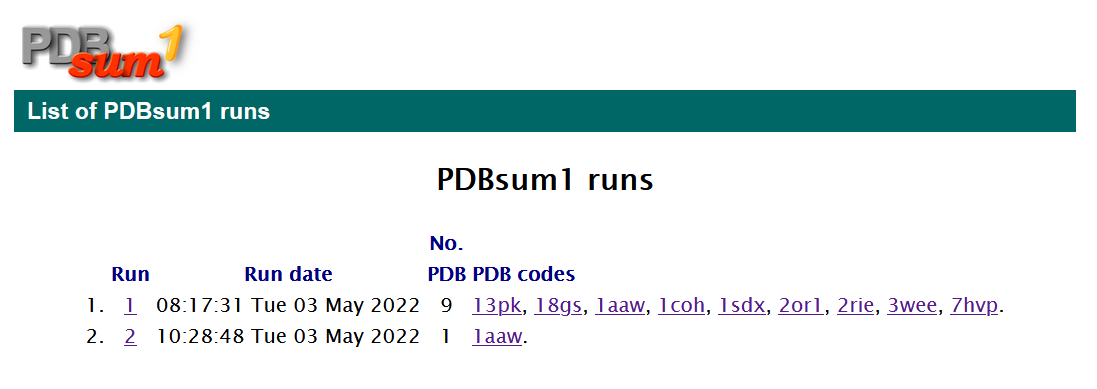 PDBsum1
List of PDBsum1 runs
PDBsum1 runs
No.
Run Run date PDB PDB codes
1. 1 08:17:31 Tue 03 May 2022 9 13pk, 18gs, 1aaw, 1coh, 1sdx, 2or1, 2rie, 3wee, 7hvp.
2. 2 10:28:48 Tue 03 May 2022 1 1aaw.